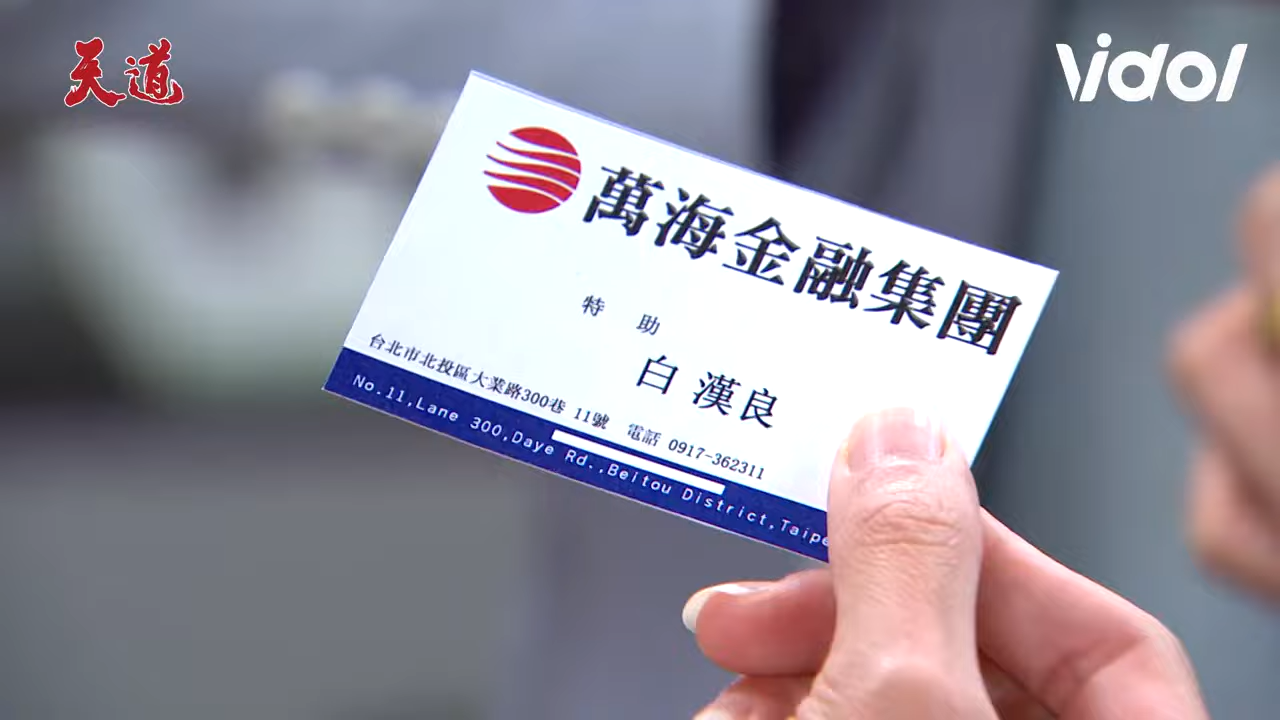 天道
Vidol
萬海金融集團
特助
白漢良
台北市北投區大業路300巷 11號 電話 0917-362311
No.11,Lane 300,Daye Rd.,Beitou District,Taipe